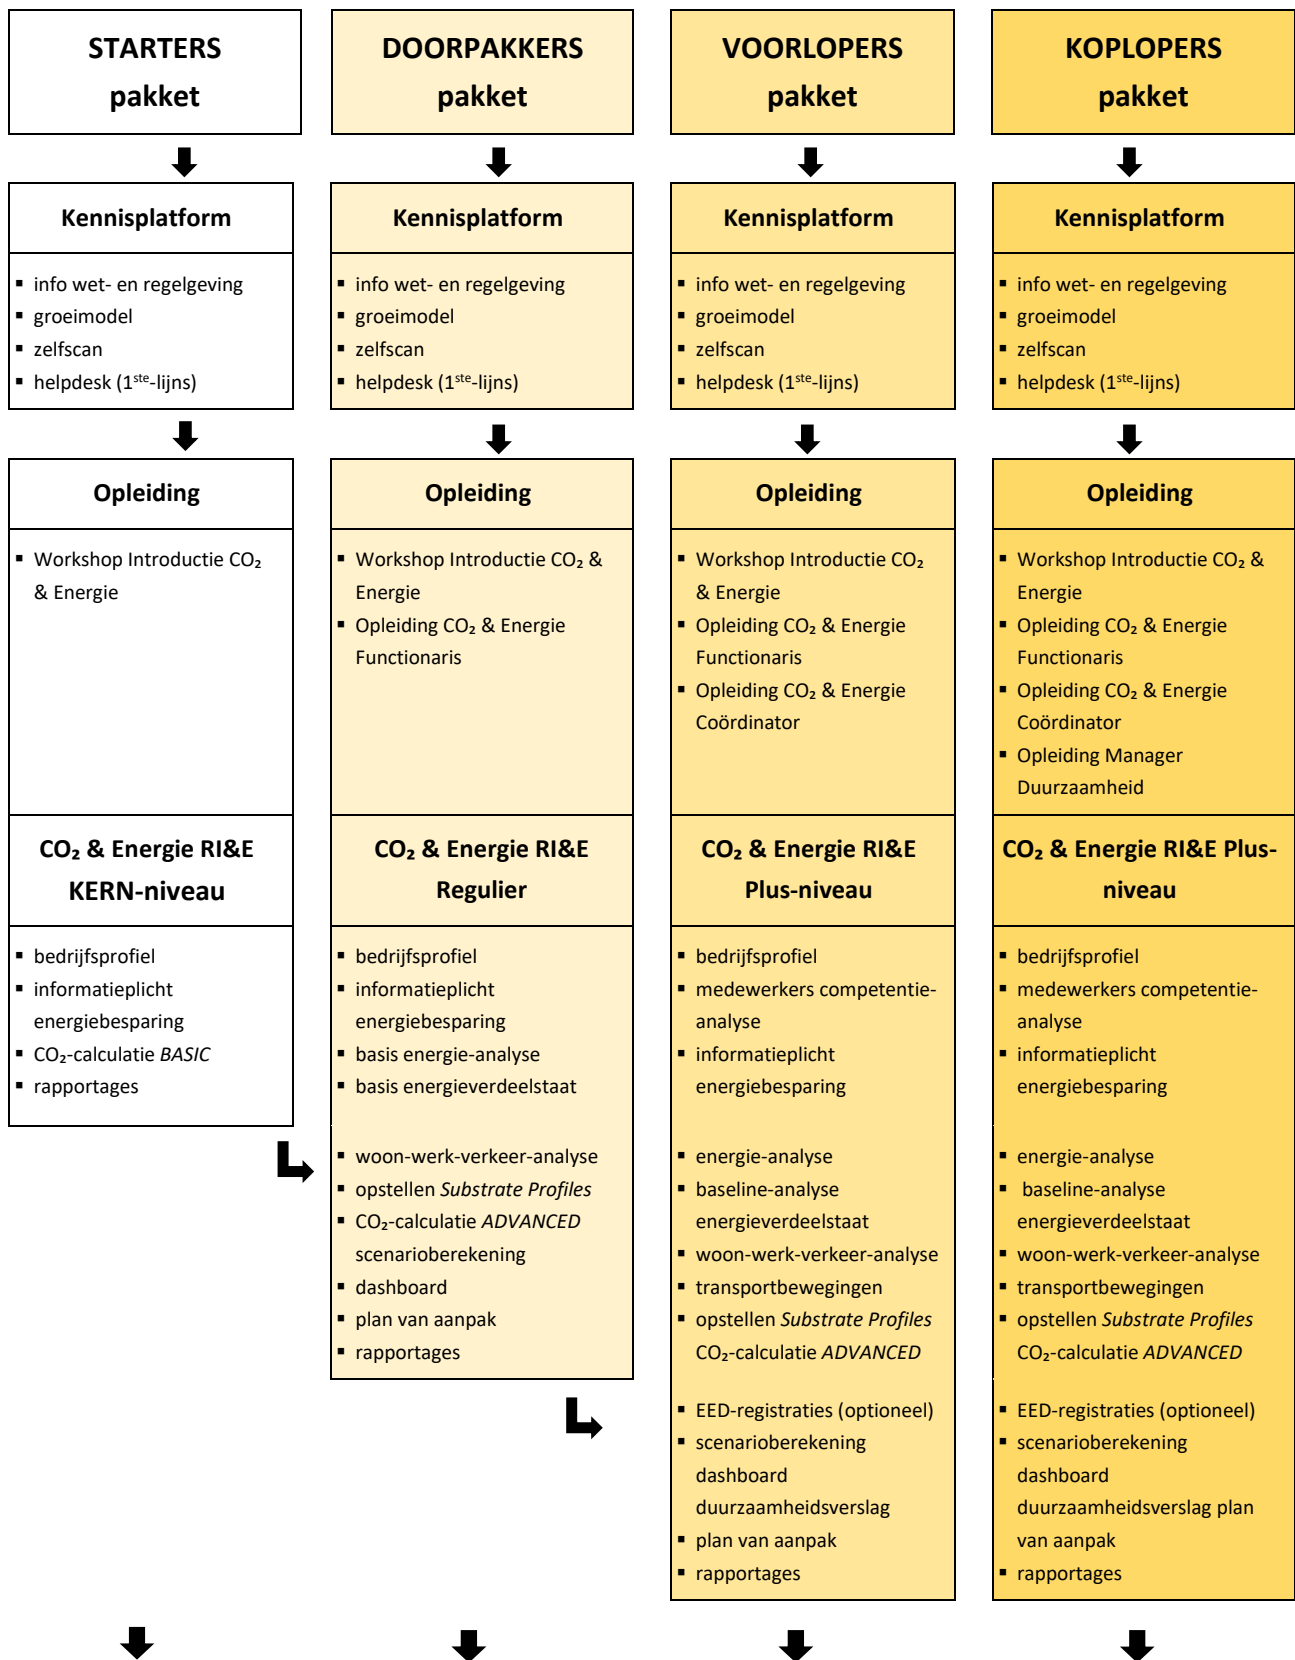 STARTERS
pakket
DOORPAKKERS
pakket
VOORLOPERS
pakket
KOPLOPERS
pakket
Kennisplatform
▪ info wet- en regelgeving
▪ groeimodel
▪ zelfscan
▪ helpdesk (1ste-lijns)
Kennisplatform
▪ info wet- en regelgeving
▪ groeimodel
▪ zelfscan
▪ helpdesk (1ste-lijns)
Kennisplatform
▪ info wet- en regelgeving
▪ groeimodel
▪ zelfscan
▪ helpdesk (1ste-lijns)
Kennisplatform
▪ info wet- en regelgeving
▪ groeimodel
▪ zelfscan
▪ helpdesk (1ste-lijns)
Opleiding
▪ Workshop Introductie CO₂
& Energie
Opleiding
▪ Workshop Introductie CO₂ &
Energie
▪ Opleiding CO₂ & Energie
Functionaris
Opleiding
▪ Workshop Introductie CO₂
& Energie
▪ Opleiding CO₂ & Energie
Functionaris
▪ Opleiding CO₂ & Energie
Coördinator
Opleiding
▪ Workshop Introductie CO₂ &
Energie
▪ Opleiding CO₂ & Energie
Functionaris
▪ Opleiding CO₂ & Energie
Coördinator
▪ Opleiding Manager
Duurzaamheid
CO₂ & Energie RI&E
KERN-niveau
▪ bedrijfsprofiel
▪ informatieplicht
energiebesparing
▪ CO₂-calculatie BASIC
▪ rapportages
CO₂ & Energie RI&E
Regulier
▪ bedrijfsprofiel
▪ informatieplicht
energiebesparing
▪ basis energie-analyse
▪ basis energieverdeelstaat
▪ woon-werk-verkeer-analyse
▪ opstellen Substrate Profiles
▪ CO₂-calculatie ADVANCED
scenarioberekening
▪ dashboard
▪ plan van aanpak
▪ rapportages
CO₂ & Energie RI&E
Plus-niveau
▪ bedrijfsprofiel
▪ medewerkers competentie-
analyse
▪ informatieplicht
energiebesparing
▪ energie-analyse
▪ baseline-analyse
energieverdeelstaat
▪ woon-werk-verkeer-analyse
▪ transportbewegingen
▪ opstellen Substrate Profiles
CO₂-calculatie ADVANCED
▪ EED-registraties (optioneel)
▪ scenarioberekening
dashboard
duurzaamheidsverslag
▪ plan van aanpak
▪ rapportages
CO₂ & Energie RI&E Plus-
niveau
▪ bedrijfsprofiel
▪ medewerkers competentie-
analyse
▪ informatieplicht
energiebesparing
▪ energie-analyse
▪ baseline-analyse
energieverdeelstaat
▪ woon-werk-verkeer-analyse
▪ transportbewegingen
▪ opstellen Substrate Profiles
CO₂-calculatie ADVANCED
▪ EED-registraties (optioneel)
▪ scenarioberekening
dashboard
duurzaamheidsverslag plan
van aanpak
▪ rapportages